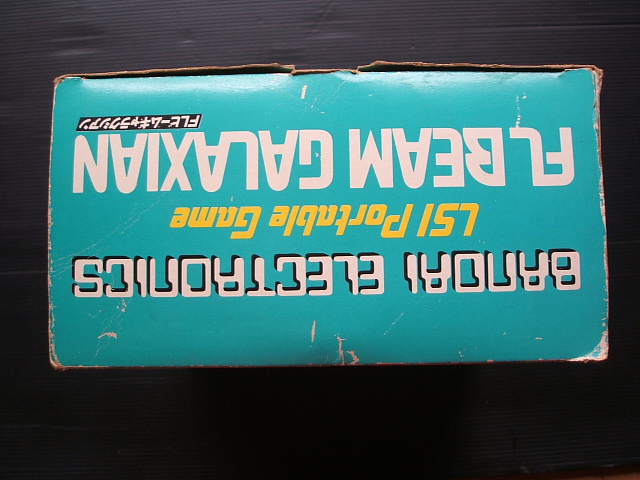 BANDAI ELECTRONICS
LSI Portable Game
FL BEAM GALAXIAN
FLビームギャラクシアン